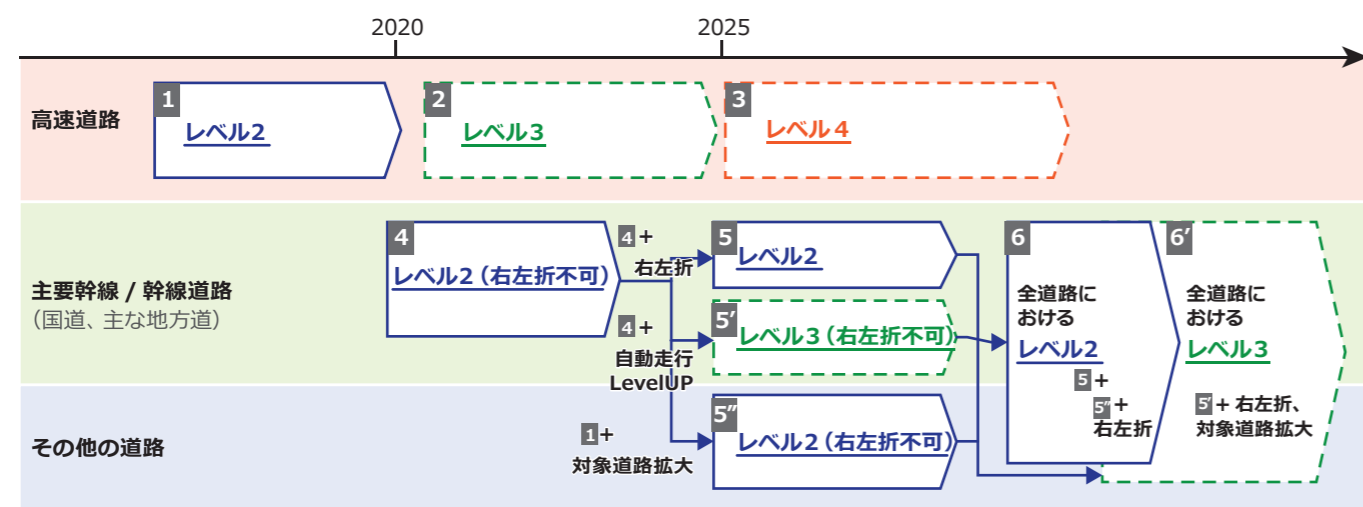 2020
2025
高速道路
1
レベル2
2
レベル3
3
レベル4
主要幹線 / 幹線道路
（国道、主な地方道）
4
レベル2（右左折不可）
4+
右左折
4+
自動走行
LevelUP
5
レベル2
5′
レベル3（右左折不可）
6
全道路に
おける
レベル2
5+
5″+
右左折
6′
全道路に
おける
レベル3
5′+ 右左折、
対象道路拡大
その他の道路
1+
対象道路拡大
5″
レベル2（右左折不可）